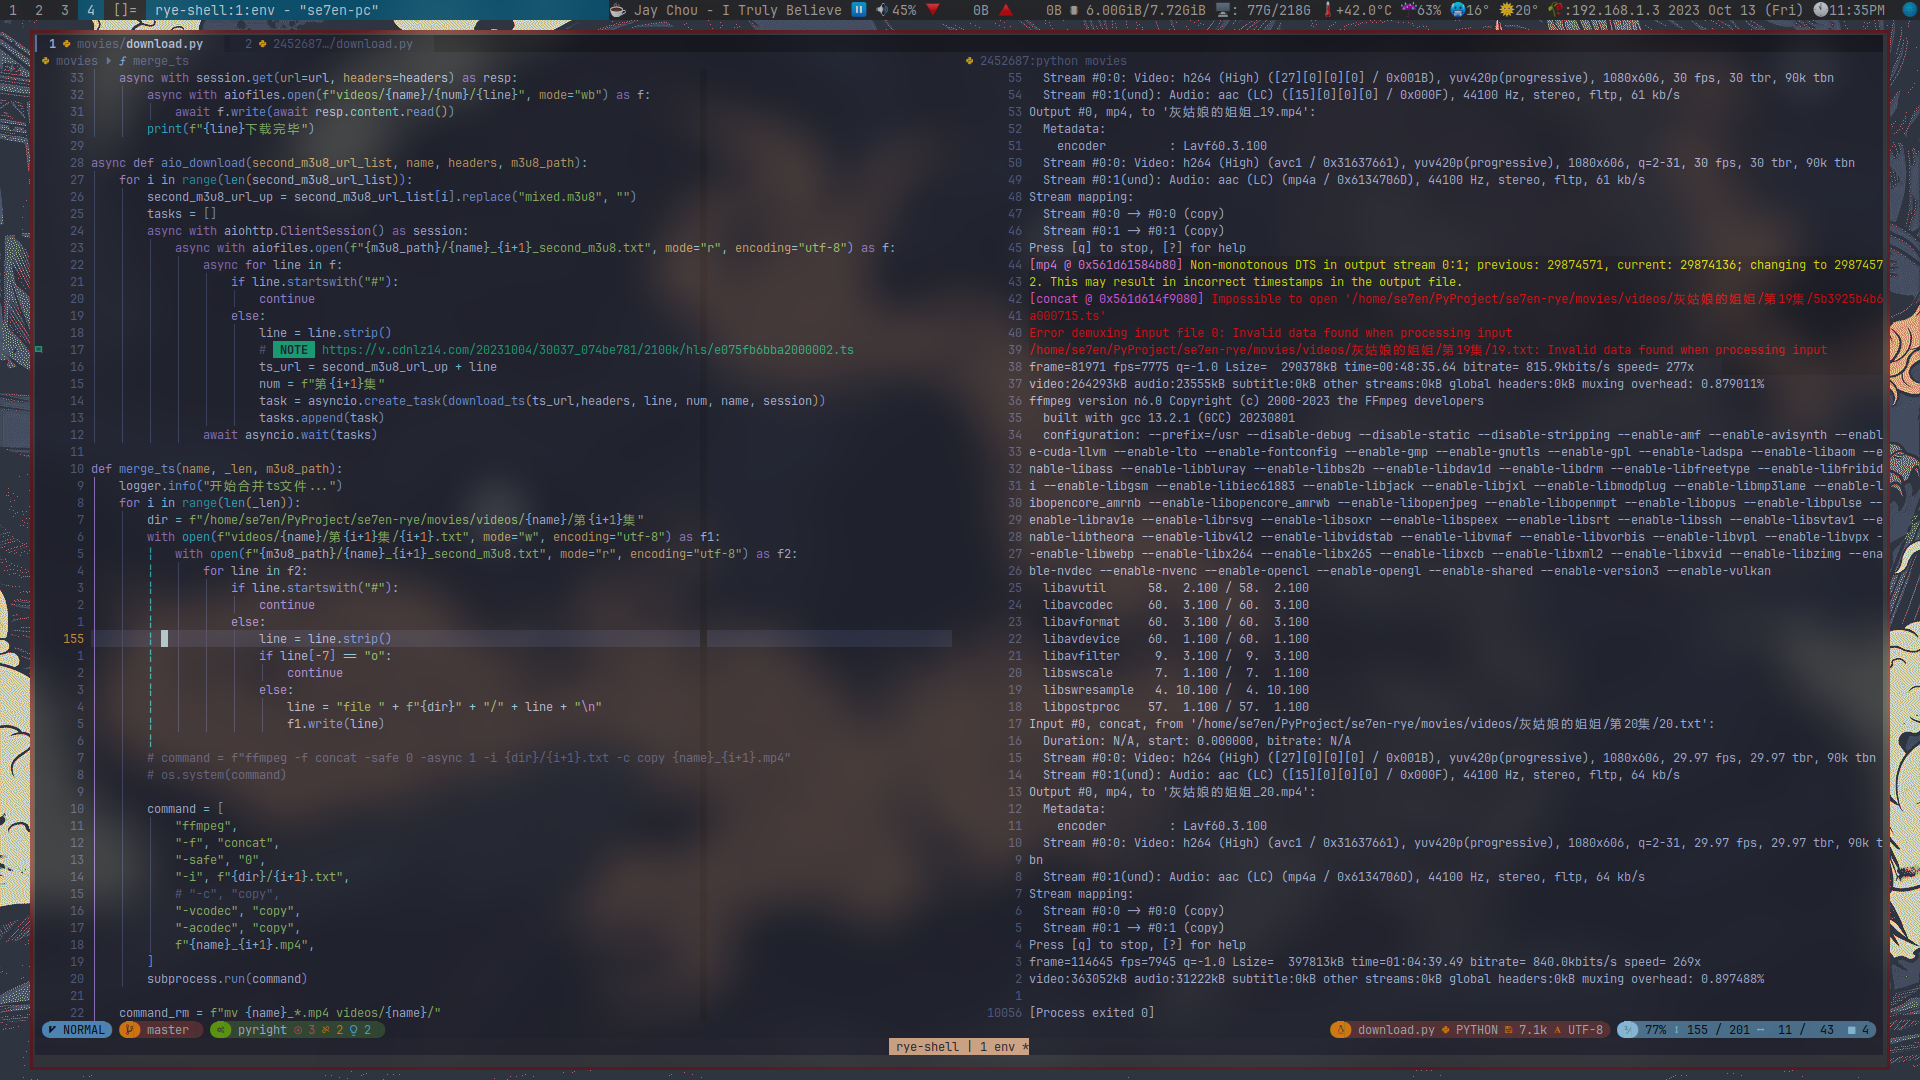 1 2 3 4 []= rye-shell:1:env - "se7en-pc" Jay Chou - I Truly Believe 45% 0B 0B 6.00GiB/7.72GiB : 77G/218G +42.0°C 63% 16° 20° :192.168.1.3 2023 Oct 13 (Fri) 11:35PM
1 movies/download.py 2 2452687…/download.py
movies merge_ts
33 async with session.get(url=url, headers=headers) as resp:
32 async with aiofiles.open(f"videos/{name}/{num}/{line}", mode="wb") as f:
31 await f.write(await resp.content.read())
30 print(f"{line}下载完毕")
29
28 async def aio_download(second_m3u8_url_list, name, headers, m3u8_path):
27 for i in range(len(second_m3u8_url_list)):
26 second_m3u8_url_up = second_m3u8_url_list[i].replace("mixed.m3u8", "")
25 tasks = []
24 async with aiohttp.ClientSession() as session:
23 async with aiofiles.open(f"{m3u8_path}/{name}_{i+1}_second_m3u8.txt", mode="r", encoding="utf-8") as f:
22 async for line in f:
21 if line.startswith("#"):
20 continue
19 else:
18 line = line.strip()
17 # NOTE https://v.cdnlz14.com/20231004/30037_074be781/2100k/hls/e075fb6bba2000002.ts
16 ts_url = second_m3u8_url_up + line
15 num = f"第{i+1}集"
14 task = asyncio.create_task(download_ts(ts_url,headers, line, num, name, session))
13 tasks.append(task)
12 await asyncio.wait(tasks)
11
10 def merge_ts(name, _len, m3u8_path):
9 logger.info("开始合并ts文件...")
8 for i in range(len(_len)):
7 dir = f"/home/se7en/PyProject/se7en-rye/movies/videos/{name}/第{i+1}集"
6 with open(f"videos/{name}/第{i+1}集/{i+1}.txt", mode="w", encoding="utf-8") as f1:
5 with open(f"{m3u8_path}/{name}_{i+1}_second_m3u8.txt", mode="r", encoding="utf-8") as f2:
4 for line in f2:
3 if line.startswith("#"):
2 continue
1 else:
155 line = line.strip()
1 if line[-7] == "o":
2 continue
3 else:
4 line = "file " + f"{dir}" + "/" + line + "\n"
5 f1.write(line)
6
7 # command = f"ffmpeg -f concat -safe 0 -async 1 -i {dir}/{i+1}.txt -c copy {name}_{i+1}.mp4"
8 # os.system(command)
9
10 command = [
11 "ffmpeg",
12 "-f", "concat",
13 "-safe", "0",
14 "-i", f"{dir}/{i+1}.txt",
15 # "-c", "copy",
16 "-vcodec", "copy",
17 "-acodec", "copy",
18 f"{name}_{i+1}.mp4",
19 ]
20 subprocess.run(command)
21
22 command_rm = f"mv {name}_*.mp4 videos/{name}/"
2452687:python movies
55 Stream #0:0: Video: h264 (High) ([27][0][0][0] / 0x001B), yuv420p(progressive), 1080x606, 30 fps, 30 tbr, 90k tbn
54 Stream #0:1(und): Audio: aac (LC) ([15][0][0][0] / 0x000F), 44100 Hz, stereo, fltp, 61 kb/s
53 Output #0, mp4, to '灰姑娘的姐姐_19.mp4':
52 Metadata:
51 encoder : Lavf60.3.100
50 Stream #0:0: Video: h264 (High) (avc1 / 0x31637661), yuv420p(progressive), 1080x606, q=2-31, 30 fps, 30 tbr, 90k tbn
49 Stream #0:1(und): Audio: aac (LC) (mp4a / 0x6134706D), 44100 Hz, stereo, fltp, 61 kb/s
48 Stream mapping:
47 Stream #0:0 -> #0:0 (copy)
46 Stream #0:1 -> #0:1 (copy)
45 Press [q] to stop, [?] for help
44 [mp4 @ 0x561d61584b80] Non-monotonous DTS in output stream 0:1; previous: 29874571, current: 29874136; changing to 2987457
43 2. This may result in incorrect timestamps in the output file.
42 [concat @ 0x561d614f9080] Impossible to open '/home/se7en/PyProject/se7en-rye/movies/videos/灰姑娘的姐姐/第19集/5b3925b4b6
41 a000715.ts'
40 Error demuxing input file 0: Invalid data found when processing input
39 /home/se7en/PyProject/se7en-rye/movies/videos/灰姑娘的姐姐/第19集/19.txt: Invalid data found when processing input
38 frame=81971 fps=7775 q=-1.0 Lsize= 290378kB time=00:48:35.64 bitrate= 815.9kbits/s speed= 277x
37 video:264293kB audio:23555kB subtitle:0kB other streams:0kB global headers:0kB muxing overhead: 0.879011%
36 ffmpeg version n6.0 Copyright (c) 2000-2023 the FFmpeg developers
35 built with gcc 13.2.1 (GCC) 20230801
34 configuration: --prefix=/usr --disable-debug --disable-static --disable-stripping --enable-amf --enable-avisynth --enabl
33 e-cuda-llvm --enable-lto --enable-fontconfig --enable-gmp --enable-gnutls --enable-gpl --enable-ladspa --enable-libaom --e
32 nable-libass --enable-libbluray --enable-libbs2b --enable-libdav1d --enable-libdrm --enable-libfreetype --enable-libfribid
31 i --enable-libgsm --enable-libiec61883 --enable-libjack --enable-libjxl --enable-libmodplug --enable-libmp3lame --enable-l
30 ibopencore_amrnb --enable-libopencore_amrwb --enable-libopenjpeg --enable-libopenmpt --enable-libopus --enable-libpulse --
29 enable-librav1e --enable-librsvg --enable-libsoxr --enable-libspeex --enable-libsrt --enable-libssh --enable-libsvtav1 --e
28 nable-libtheora --enable-libv4l2 --enable-libvidstab --enable-libvmaf --enable-libvorbis --enable-libvpl --enable-libvpx -
27 -enable-libwebp --enable-libx264 --enable-libx265 --enable-libxcb --enable-libxml2 --enable-libxvid --enable-libzimg --ena
26 ble-nvdec --enable-nvenc --enable-opencl --enable-opengl --enable-shared --enable-version3 --enable-vulkan
25 libavutil 58. 2.100 / 58. 2.100
24 libavcodec 60. 3.100 / 60. 3.100
23 libavformat 60. 3.100 / 60. 3.100
22 libavdevice 60. 1.100 / 60. 1.100
21 libavfilter 9. 3.100 / 9. 3.100
20 libswscale 7. 1.100 / 7. 1.100
19 libswresample 4. 10.100 / 4. 10.100
18 libpostproc 57. 1.100 / 57. 1.100
17 Input #0, concat, from '/home/se7en/PyProject/se7en-rye/movies/videos/灰姑娘的姐姐/第20集/20.txt':
16 Duration: N/A, start: 0.000000, bitrate: N/A
15 Stream #0:0: Video: h264 (High) ([27][0][0][0] / 0x001B), yuv420p(progressive), 1080x606, 29.97 fps, 29.97 tbr, 90k tbn
14 Stream #0:1(und): Audio: aac (LC) ([15][0][0][0] / 0x000F), 44100 Hz, stereo, fltp, 64 kb/s
13 Output #0, mp4, to '灰姑娘的姐姐_20.mp4':
12 Metadata:
11 encoder : Lavf60.3.100
10 Stream #0:0: Video: h264 (High) (avc1 / 0x31637661), yuv420p(progressive), 1080x606, q=2-31, 29.97 fps, 29.97 tbr, 90k t
9 bn
8 Stream #0:1(und): Audio: aac (LC) (mp4a / 0x6134706D), 44100 Hz, stereo, fltp, 64 kb/s
7 Stream mapping:
6 Stream #0:0 -> #0:0 (copy)
5 Stream #0:1 -> #0:1 (copy)
4 Press [q] to stop, [?] for help
3 frame=114645 fps=7945 q=-1.0 Lsize= 397813kB time=01:04:39.49 bitrate= 840.0kbits/s speed= 269x
2 video:363052kB audio:31222kB subtitle:0kB other streams:0kB global headers:0kB muxing overhead: 0.897488%
1
10056 [Process exited 0]
NORMAL master pyright 3 2 2 download.py PYTHON 7.1k UTF-8 77% 155 / 201 11 / 43 4
rye-shell | 1 env *